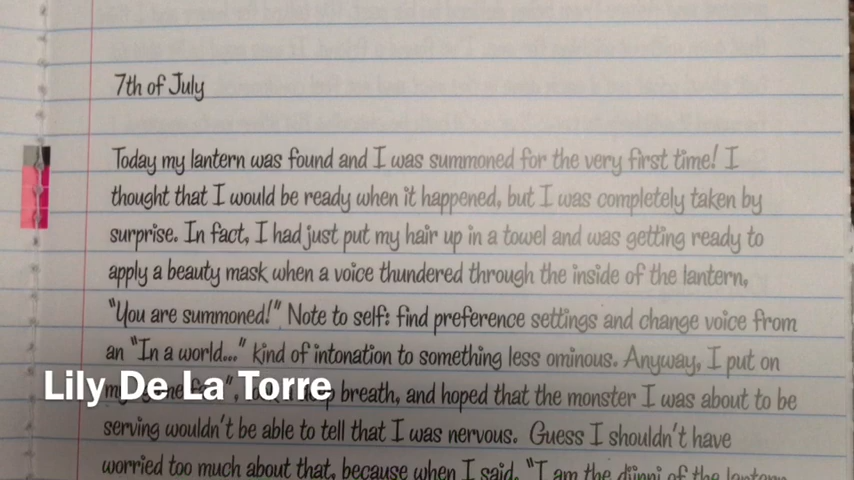 7th of July
Today my lantern was found and I was summoned for the very first time! I
thought that I would be ready when it happened, but I was completely taken by
surprise. In fact, I had just put my hair up in a towel and was getting ready to
apply a beauty mask when a voice thundered through the inside of the lantern,
"You are summoned!" Note to self: find preference settings and change voice from
an "In a world..." kind of intonation to something less ominous. Anyway, I put on
my breath, and hoped that the monster I was about to be
Lily De La Torre
serving wouldn't be able to tell that I was nervous. Guess I shouldn't have
worried too much about that, because when I said, "I am the djinni of the lantern